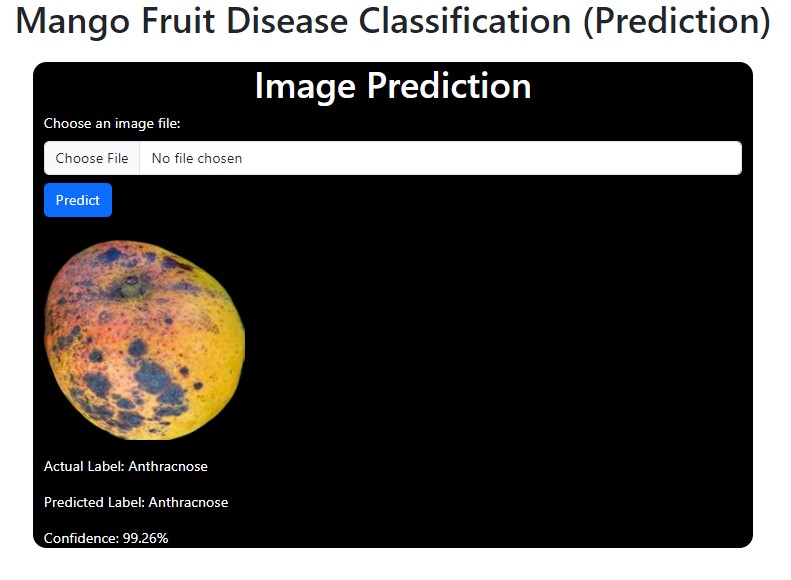 Mango Fruit Disease Classification (Prediction)
Image Prediction
Choose an image file:
Choose File No file chosen
Predict
Actual Label: Anthracnose
Predicted Label: Anthracnose
Confidence: 99.26%